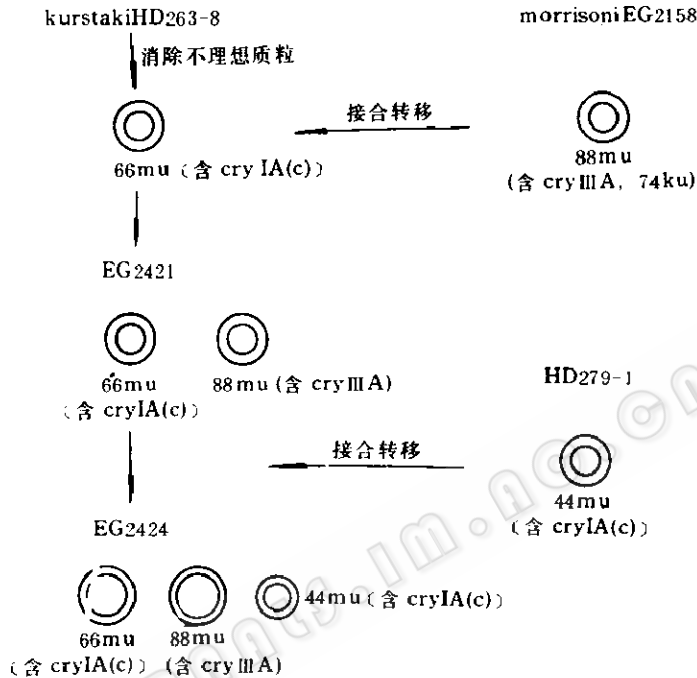 kurstakiHD263-8
morrisoniEG2158
消除不理想质粒
接合转移
66mu (含 cry IA(c))
88mu
(含 cryⅢA, 74ku)
EG2421
66mu
(含 cryIA(c))
88mu (含 cryⅢA)
HD279-1
接合转移
44mu
(含 cryIA(c))
EG2424
44mu (含 cryIA(c))
66mu
88mu
(含 cryIA(c))
(含 cryⅢA)